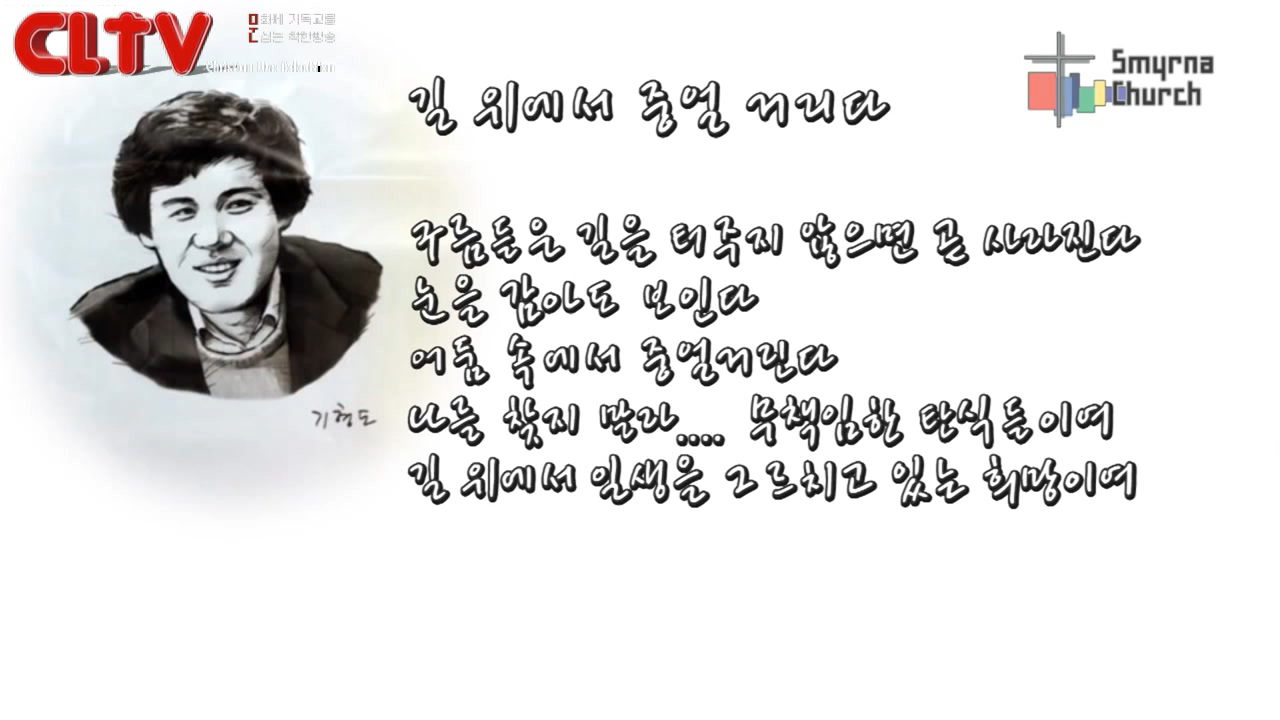 CLTV
Smyrna
Church
길 위에서 중얼 거리다
구름들은 길을 터주지 않으면 곧 사라진다
눈을 감아도 보인다
어둠 속에서 중얼거린다
나를 찾지 말라.... 무책임한 탄식들이여
길 위에서 일생을 그르치고 있는 희망이여
기형도